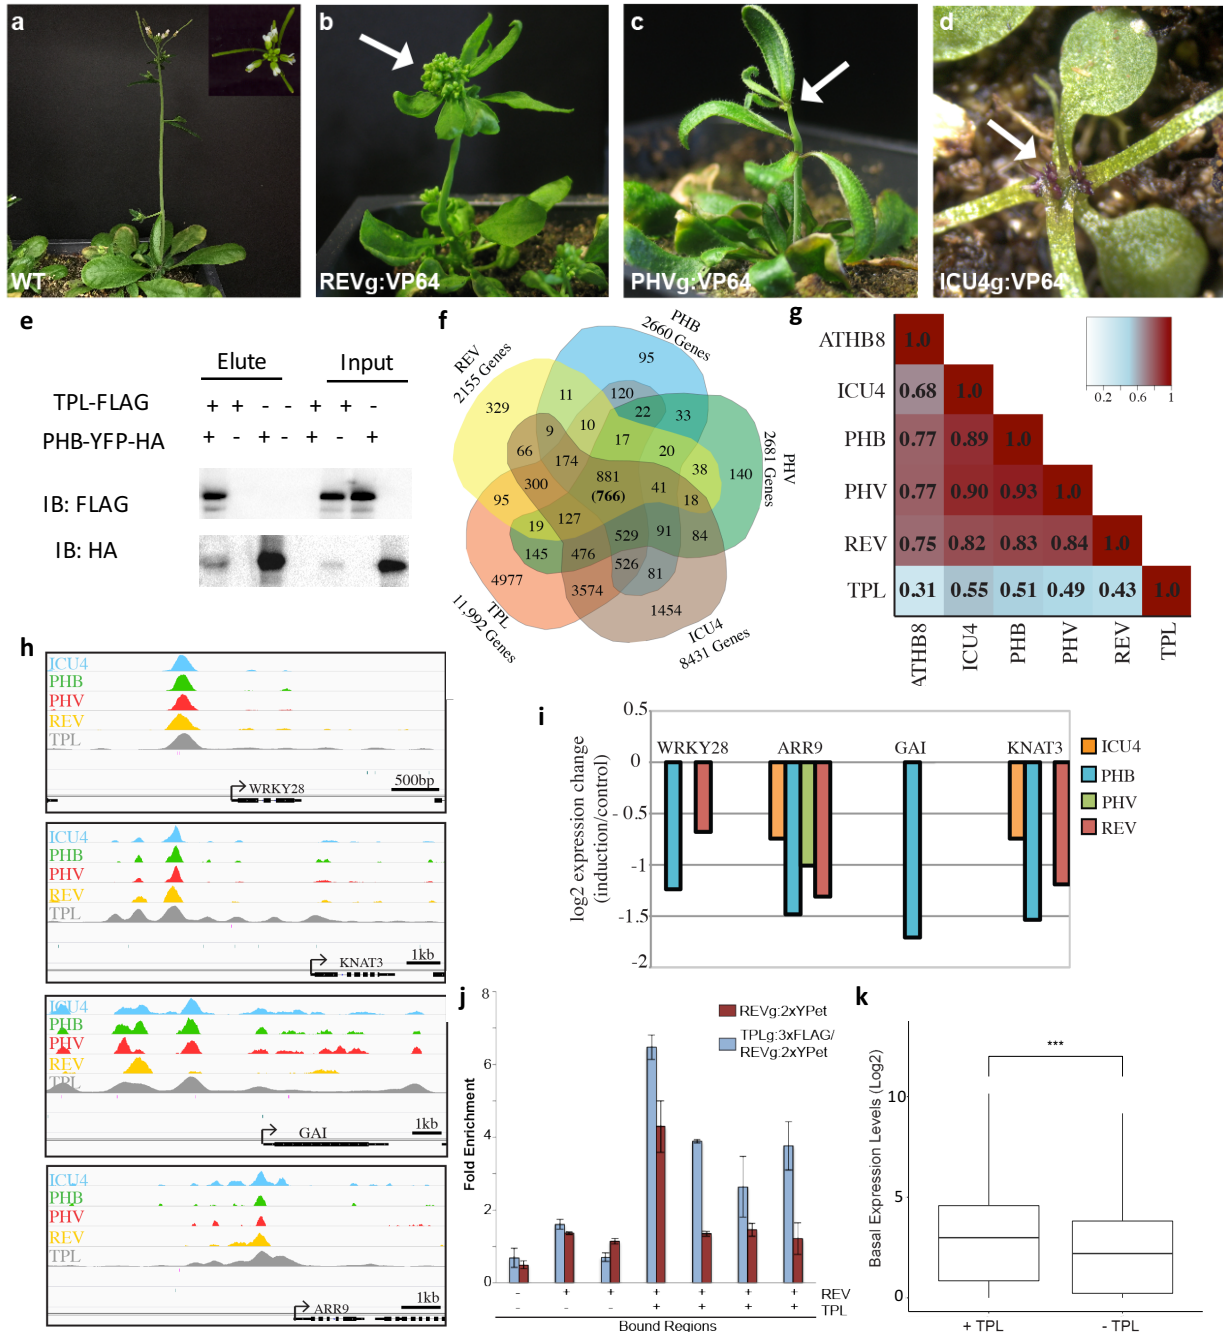 a
WT
b
REVg:VP64
c
PHVg:VP64
d
ICU4g:VP64
e
Elute Input
TPL-FLAG + + - - + + -
PHB-YFP-HA + - + - + - +
IB: FLAG
IB: HA
f
PHB
2660 Genes
REV
2155 Genes
PHV
2681 Genes
TPL
11,992 Genes
ICU4
8431 Genes
95
11
120
329
22
33
9
10
17
20
66
174
38
140
881
(766)
300
41
18
95
19
127
529
91
84
145
476
526
81
4977
3574
1454
g
0.2 0.6 1
ATHB8 1.0
ICU4 0.68 1.0
PHB 0.77 0.89 1.0
PHV 0.77 0.90 0.93 1.0
REV 0.75 0.82 0.83 0.84 1.0
TPL 0.31 0.55 0.51 0.49 0.43 1.0
ATHB8 ICU4 PHB PHV REV TPL
h
ICU4
PHB
PHV
REV
TPL
500bp
WRKY28
ICU4
PHB
PHV
REV
TPL
1kb
KNAT3
ICU4
PHB
PHV
REV
TPL
1kb
GAI
ICU4
PHB
PHV
REV
TPL
1kb
ARR9
i
log2 expression change
(induction/control)
0.5
0
-0.5
-1
-1.5
-2
WRKY28 ARR9 GAI KNAT3
ICU4
PHB
PHV
REV
j
Fold Enrichment
8
6
4
2
0
REVg:2xYPet
TPLg:3xFLAG/
REVg:2xYPet
- + + + + + + REV
- - - + + + + TPL
Bound Regions
k
Basal Expression Levels (Log2)
10
5
0
***
+ TPL - TPL